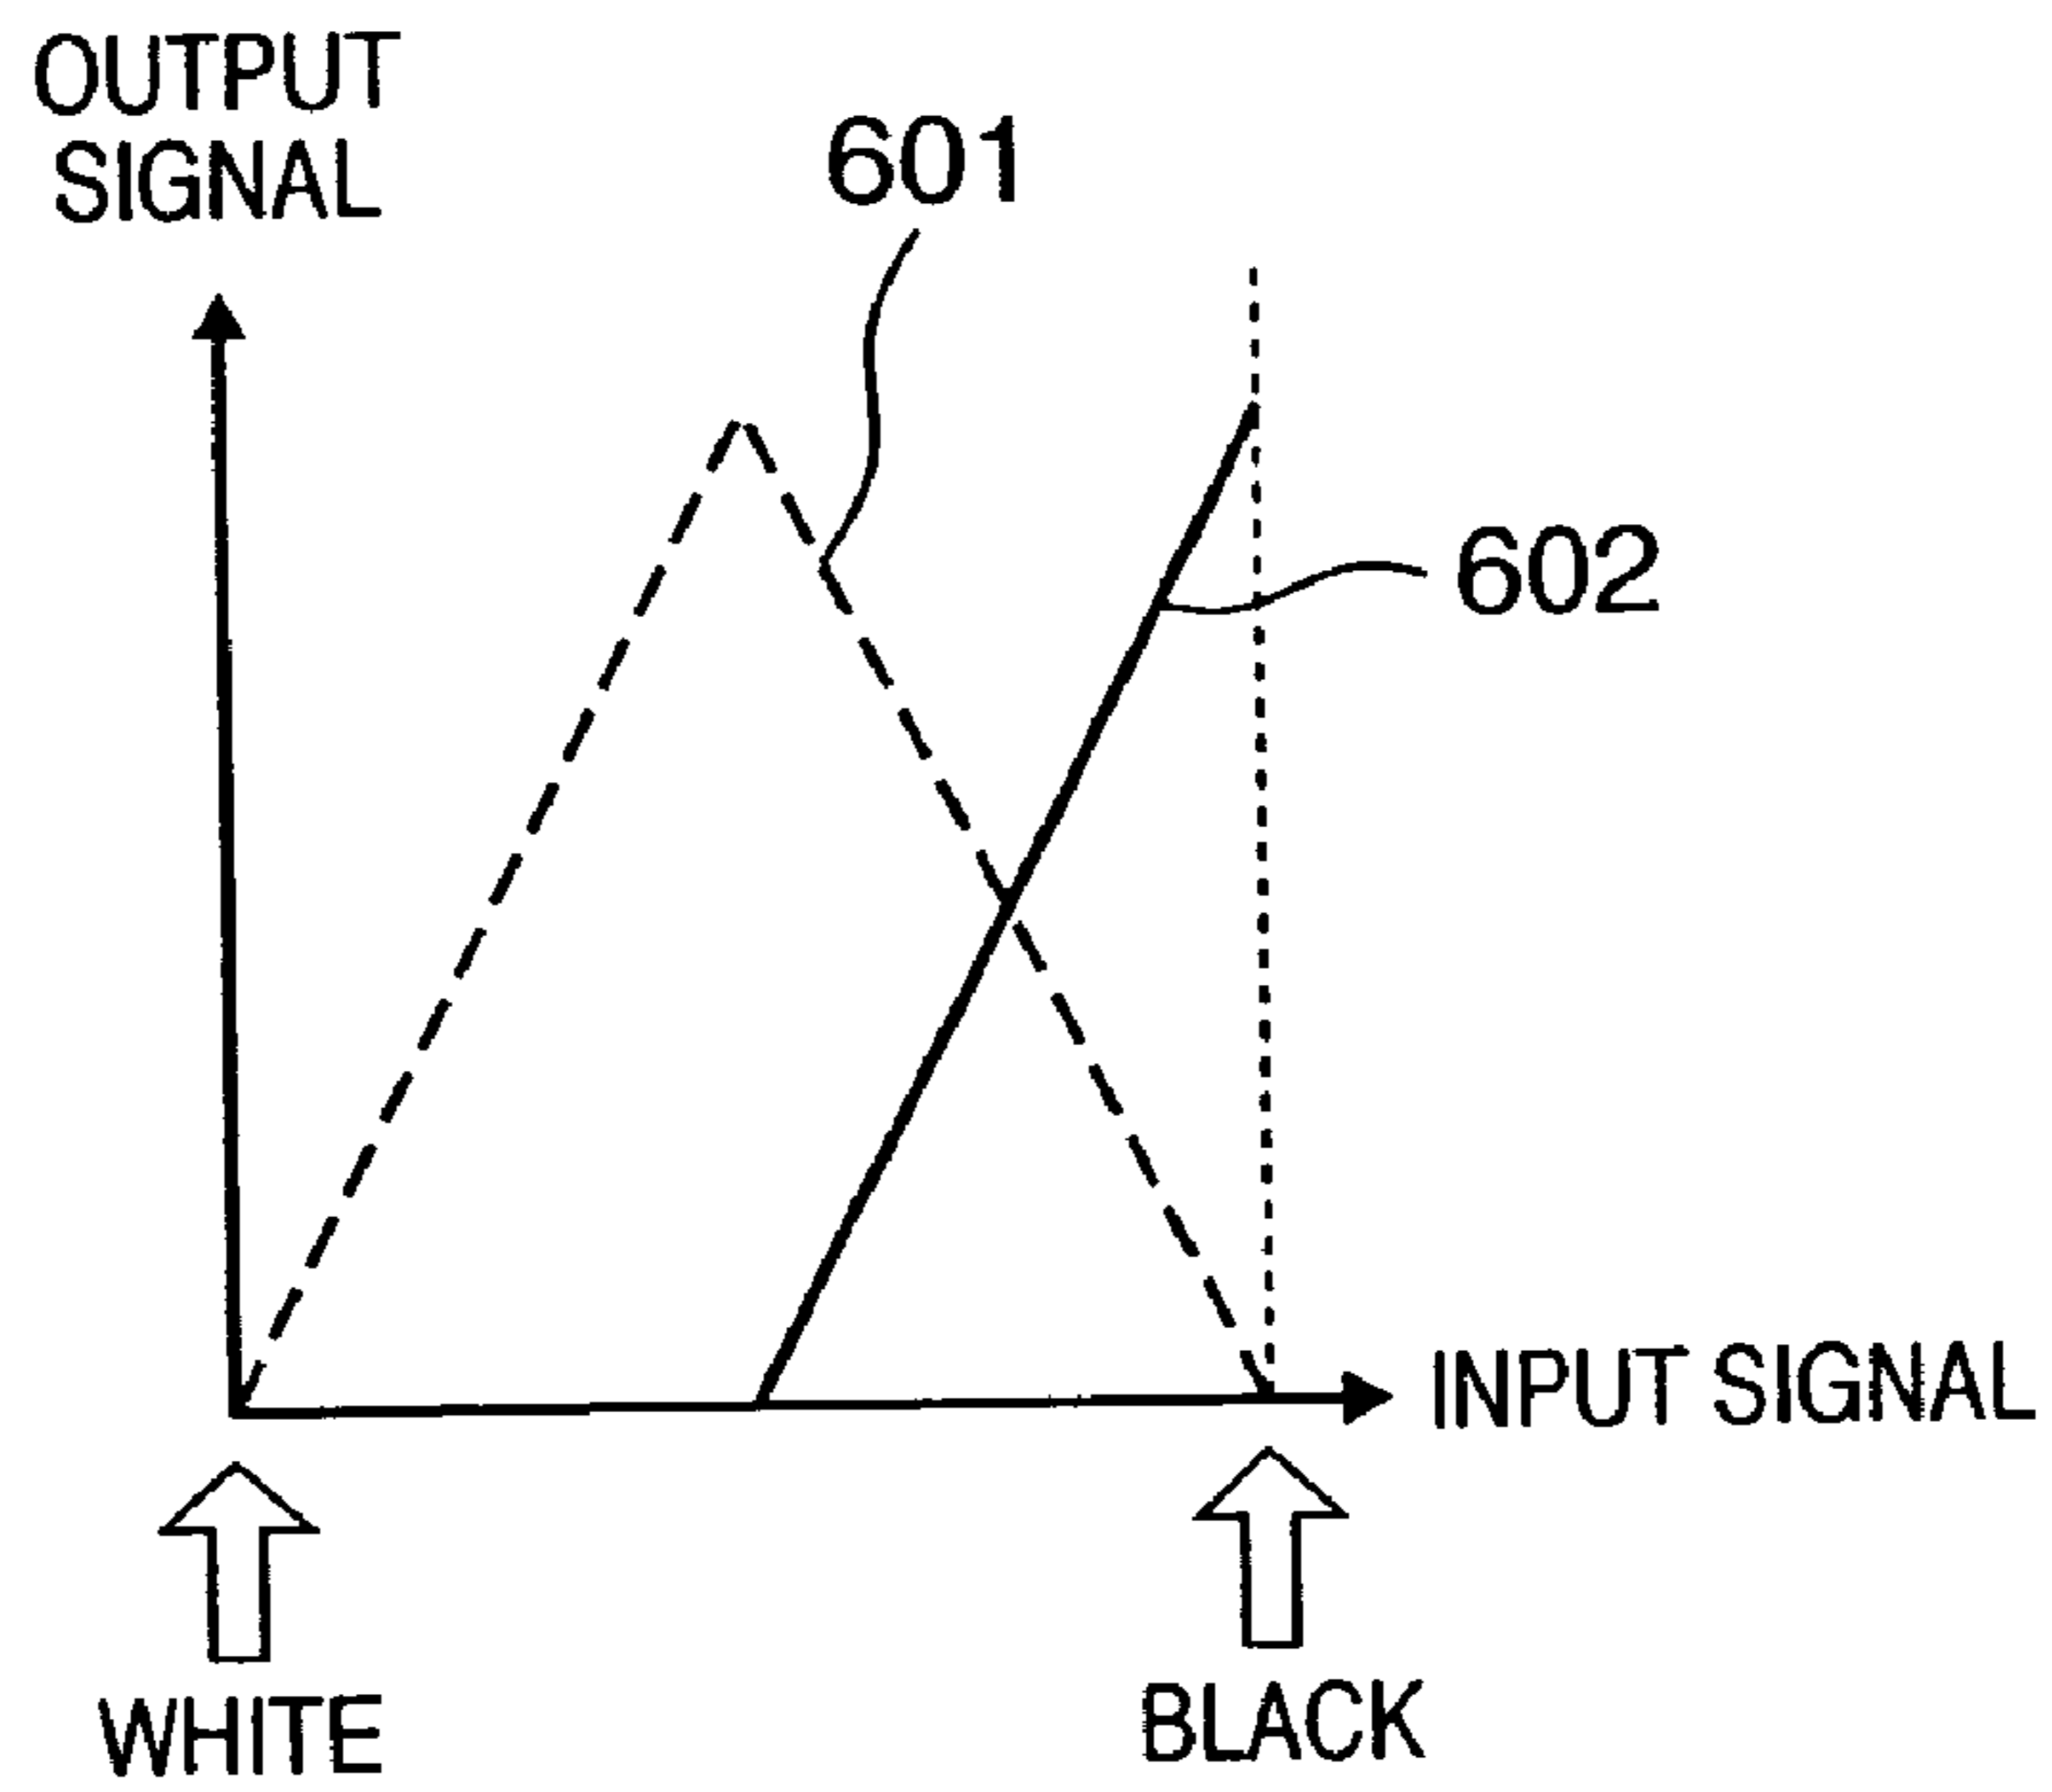 OUTPUT
SIGNAL
601
602
INPUT SIGNAL
WHITE
BLACK